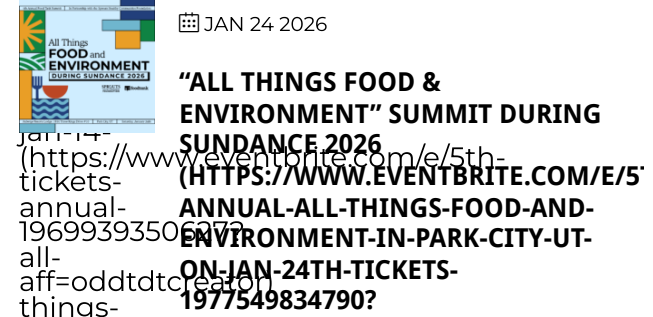 All Things
FOOD and
ENVIRONMENT
DURING SUNDANCE 2026
JAN 24 2026
“ALL THINGS FOOD &
ENVIRONMENT” SUMMIT DURING
SUNDANCE 2026
(HTTPS://WWW.EVENTBRITE.COM/E/5T
ANNUAL-ALL-THINGS-FOOD-AND-
ENVIRONMENT-IN-PARK-CITY-UT-
ON-JAN-24TH-TICKETS-
1977549834790?
jan-14-
(https://www.eventbrite.com/e/5th-
tickets-
annual-
1969939350627?
all-
aff=oddtdtcreator)
things-